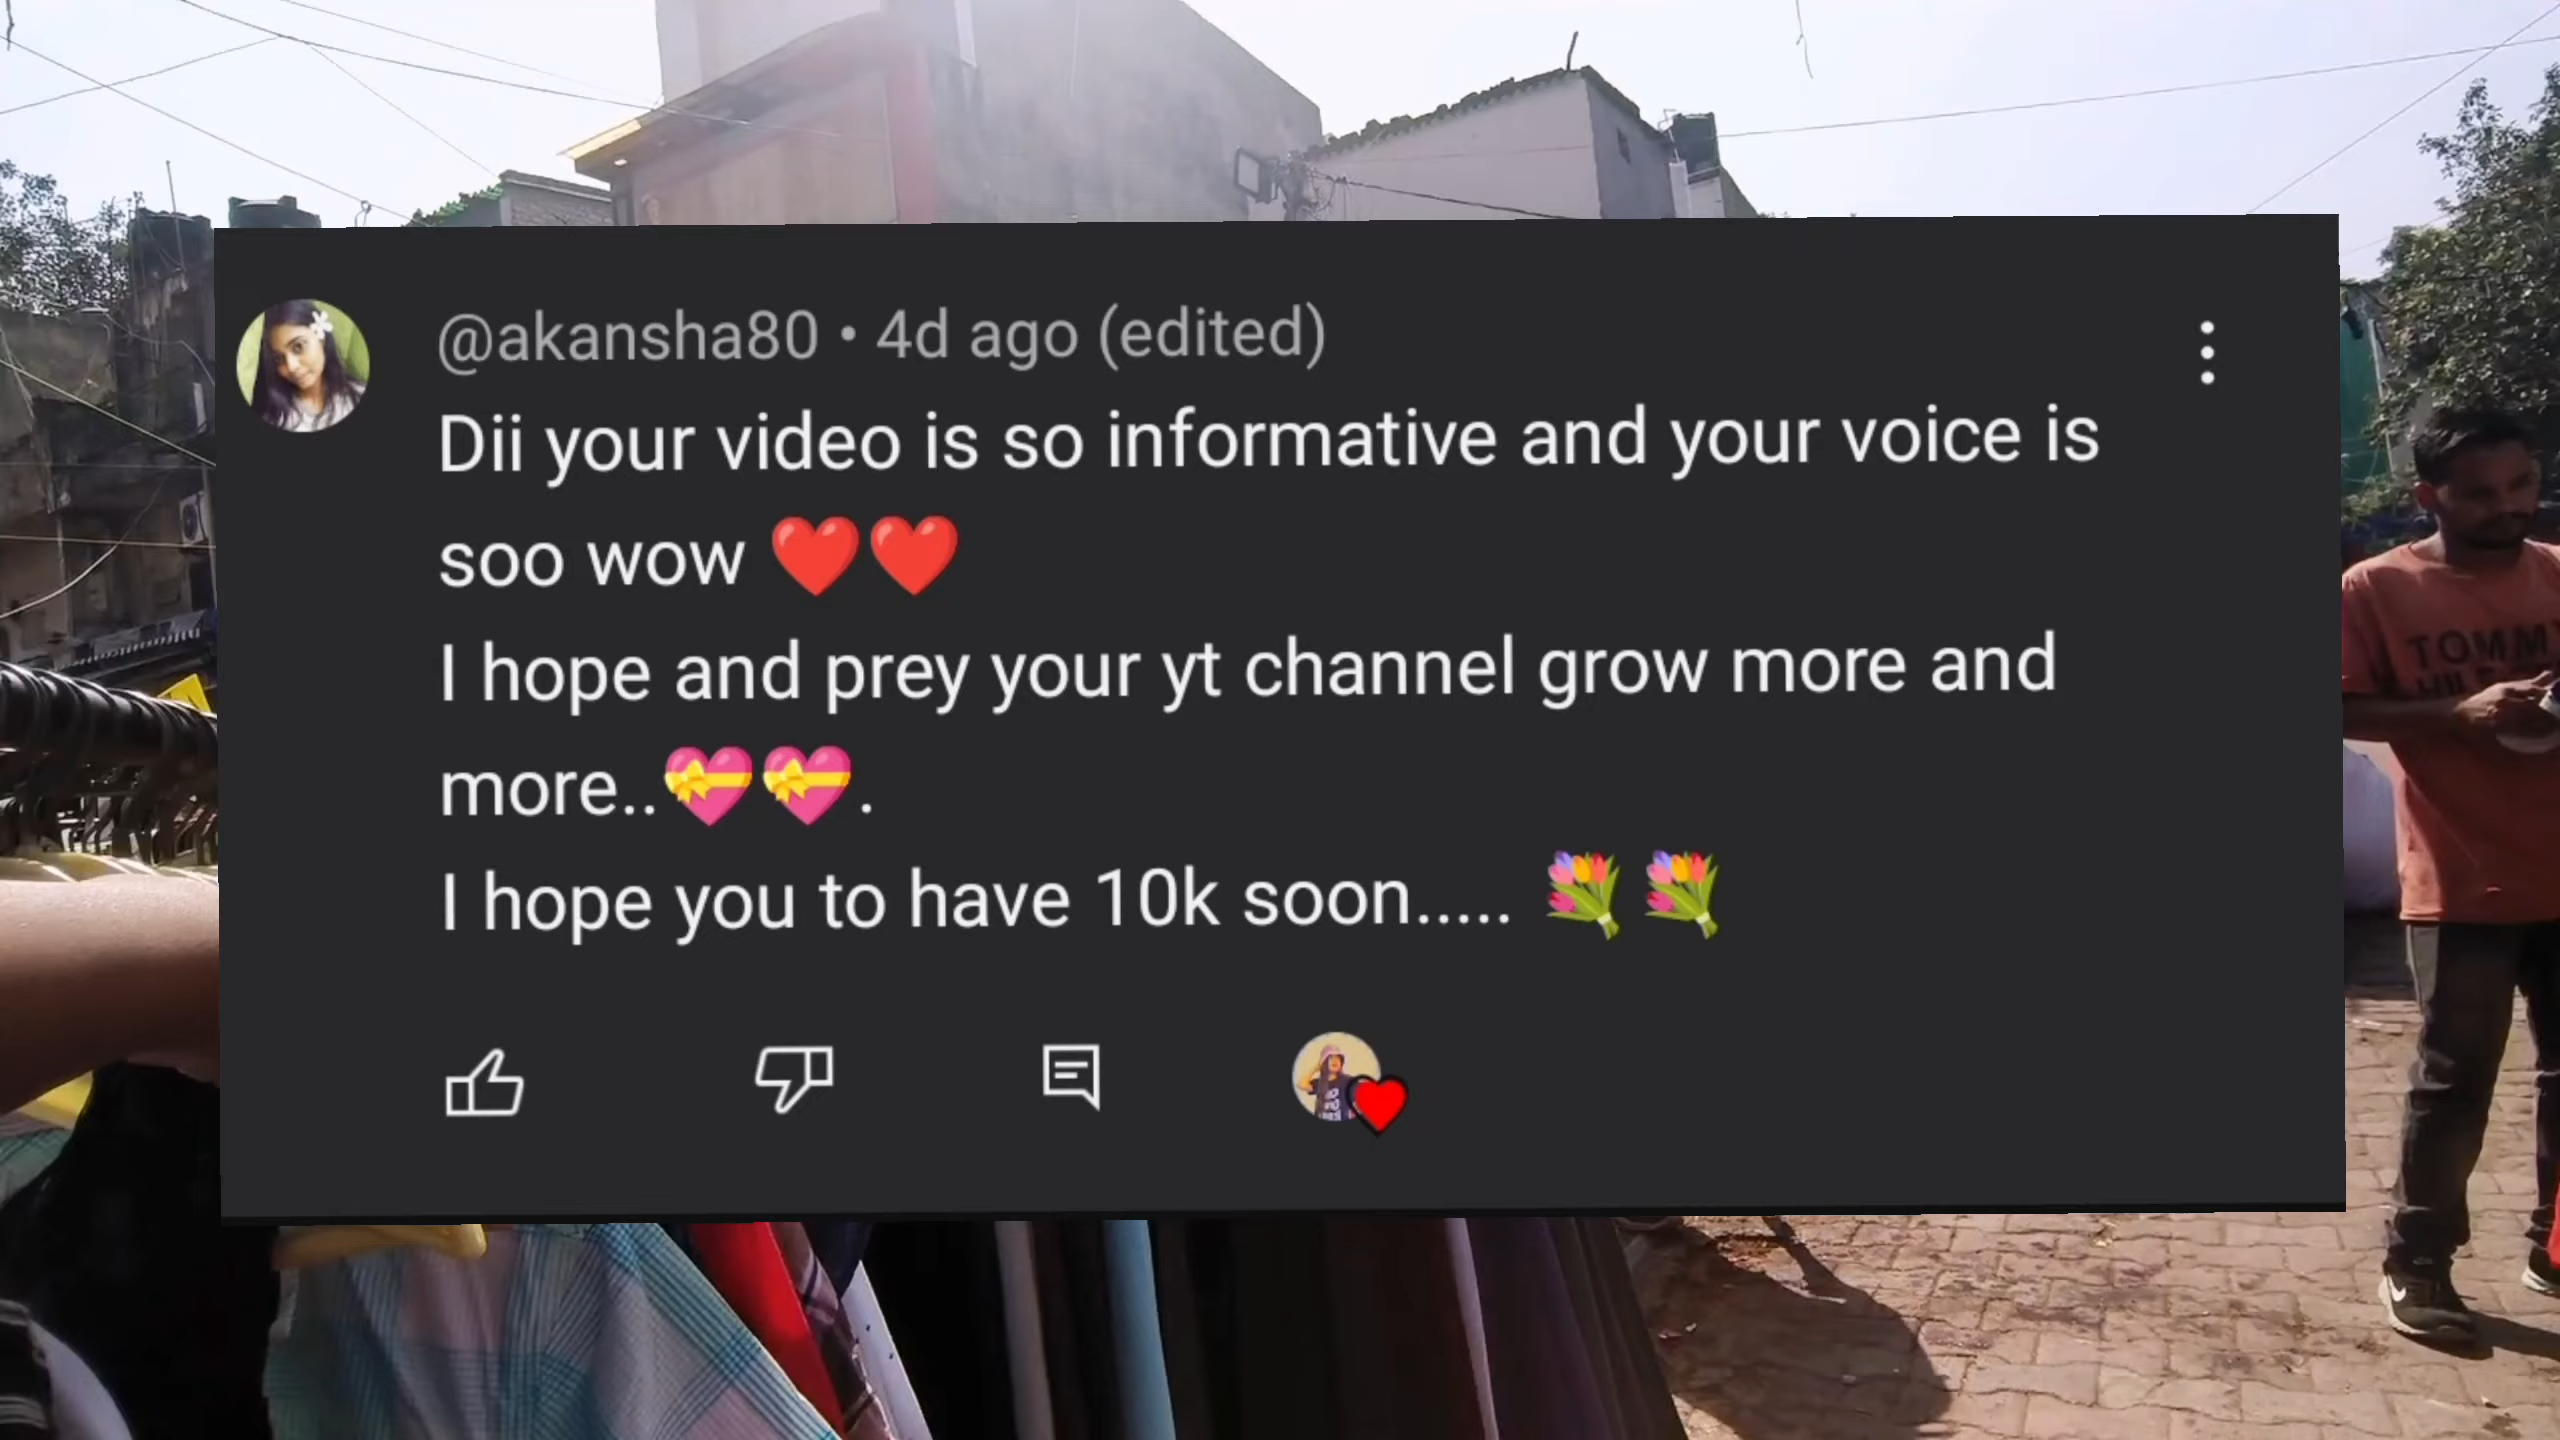 @akansha80 • 4d ago (edited)
Dii your video is so informative and your voice is
soo wow ❤️❤️
I hope and prey your yt channel grow more and
more..💝💝.
I hope you to have 10k soon..... 💐💐
TOMMY